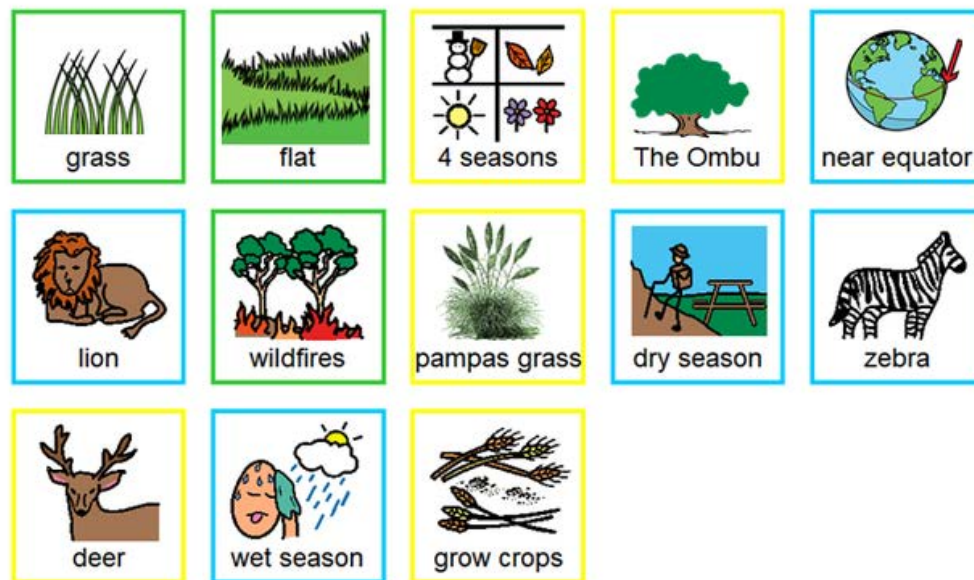 grass
flat
4 seasons
The Ombu
near equator
lion
wildfires
pampas grass
dry season
zebra
deer
wet season
grow crops